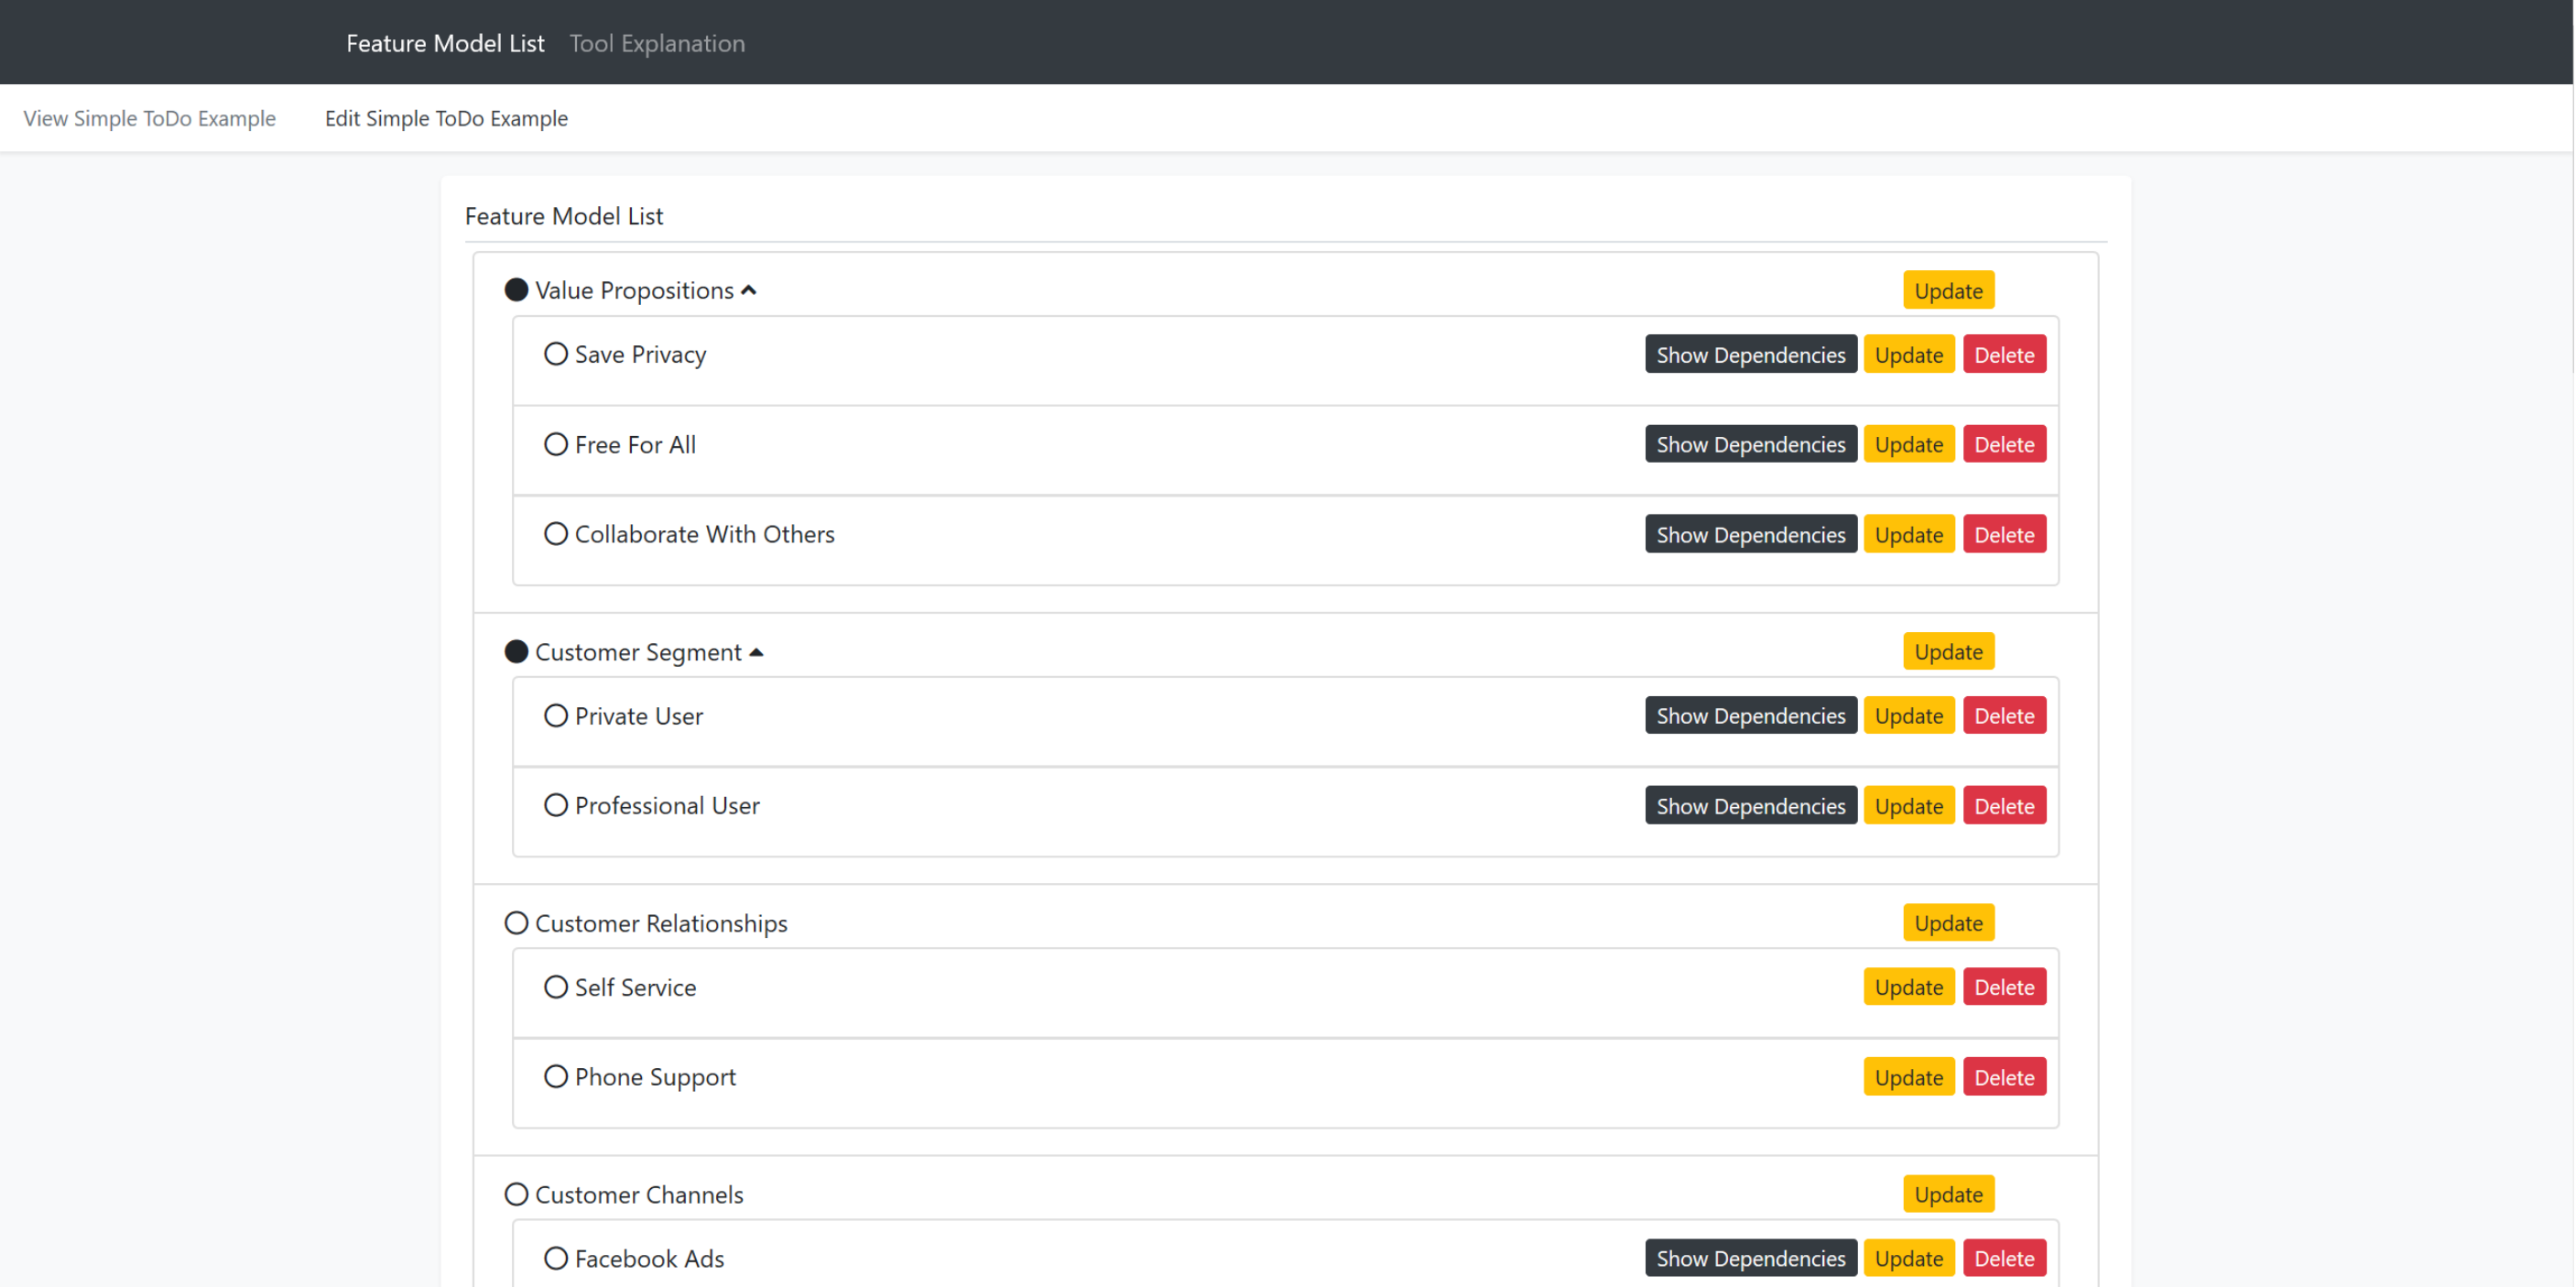 Feature Model List Tool Explanation
View Simple ToDo Example Edit Simple ToDo Example
Feature Model List
Value Propositions Update
Save Privacy Show Dependencies Update Delete
Free For All Show Dependencies Update Delete
Collaborate With Others Show Dependencies Update Delete
Customer Segment Update
Private User Show Dependencies Update Delete
Professional User Show Dependencies Update Delete
Customer Relationships Update
Self Service Update Delete
Phone Support Update Delete
Customer Channels Update
Facebook Ads Show Dependencies Update Delete